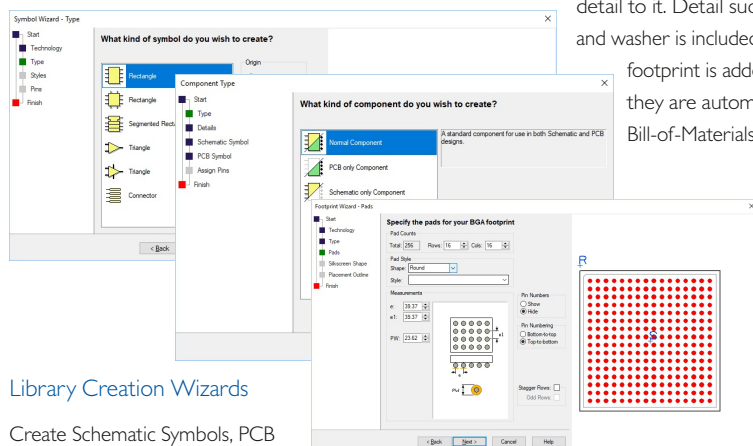 detail to it. Detail suc
and washer is included
footprint is adde
they are autom
Bill-of-Materials
Symbol Wizard - Type
Start
Technology
Type
Styles
Pins
Finish
What kind of symbol do you wish to create?
Origin
Rectangle
Rectangle
Segmented Recta
Triangle
Triangle
Connector
< Back
Component Type
Start
Type
Details
Schematic Symbol
PCB Symbol
Assign Pins
Finish
What kind of component do you wish to create?
Normal Component
PCB only Component
Schematic only Component
A standard component for use in both Schematic and PCB
designs.
Footprint Wizard - Pads
Start
Technology
Type
Pads
Silkscreen Shape
Placement Outline
Finish
Specify the pads for your BGA footprint
Pad Counts
Total: 256 Rows: 16 Cols: 16
Pad Style
Shape: Round
Style:
Measurements
e: 39.37
e1: 39.37
PW: 23.62
e1
e
PW
Pin Numbers
Show
Hide
Pin Numbering
Bottom-to-top
Top-to-bottom
Stagger Rows:
Odd Rows:
< Back Next > Cancel Help
R
Library Creation Wizards
Create Schematic Symbols, PCB